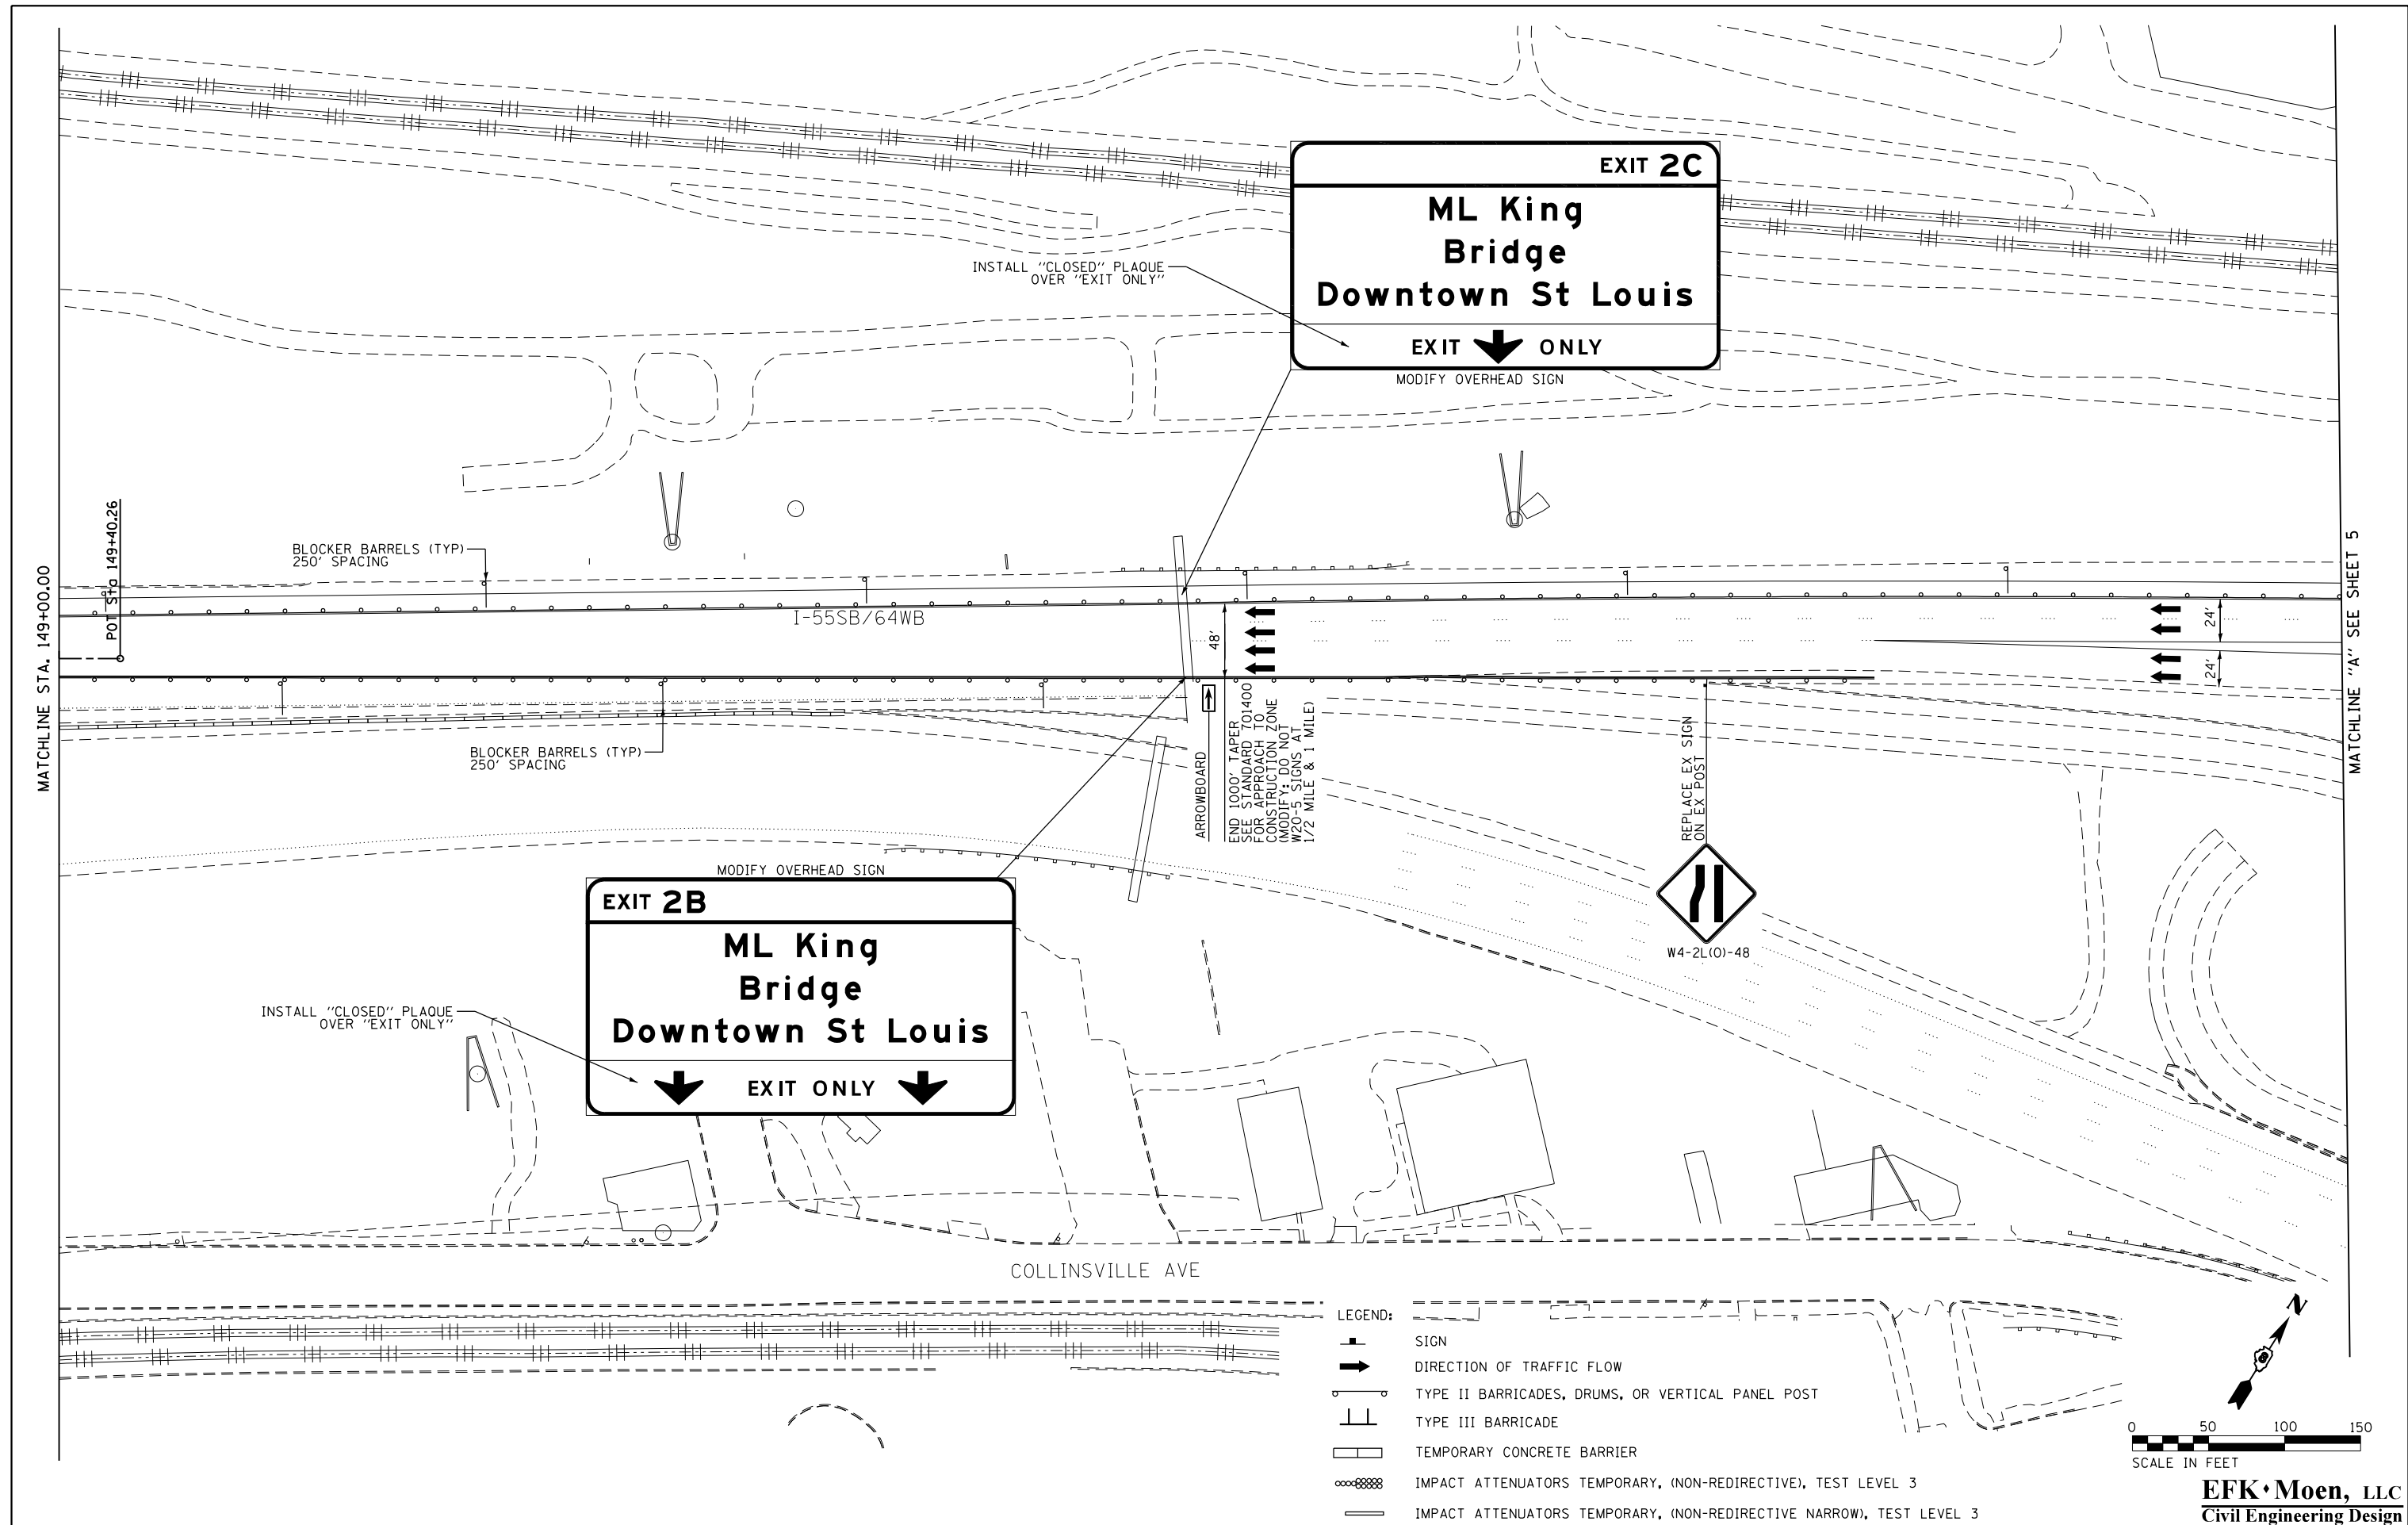 EXIT 2C
ML King
Bridge
Downtown St Louis
EXIT ONLY
MODIFY OVERHEAD SIGN
INSTALL "CLOSED" PLAQUE
OVER "EXIT ONLY"
MATCHLINE STA. 149+00.00
POT Sta 149+40.26
BLOCKER BARRELS (TYP)
250' SPACING
I-55SB/64WB
48'
24'
24'
MATCHLINE "A" SEE SHEET 5
BLOCKER BARRELS (TYP)
250' SPACING
ARROWBOARD
END 1000' TAPER
SEE STANDARD 701400
FOR APPROACH TO
CONSTRUCTION ZONE
(MODIFY: DO NOT
W20-5 SIGNS AT
1/2 MILE & 1 MILE)
REPLACE EX SIGN
ON EX POST
W4-2L(O)-48
MODIFY OVERHEAD SIGN
EXIT 2B
ML King
Bridge
Downtown St Louis
EXIT ONLY
INSTALL "CLOSED" PLAQUE
OVER "EXIT ONLY"
COLLINSVILLE AVE
LEGEND:
SIGN
DIRECTION OF TRAFFIC FLOW
TYPE II BARRICADES, DRUMS, OR VERTICAL PANEL POST
TYPE III BARRICADE
TEMPORARY CONCRETE BARRIER
IMPACT ATTENUATORS TEMPORARY, (NON-REDIRECTIVE), TEST LEVEL 3
IMPACT ATTENUATORS TEMPORARY, (NON-REDIRECTIVE NARROW), TEST LEVEL 3
N
0 50 100 150
SCALE IN FEET
EFK♦Moen, LLC
Civil Engineering Design